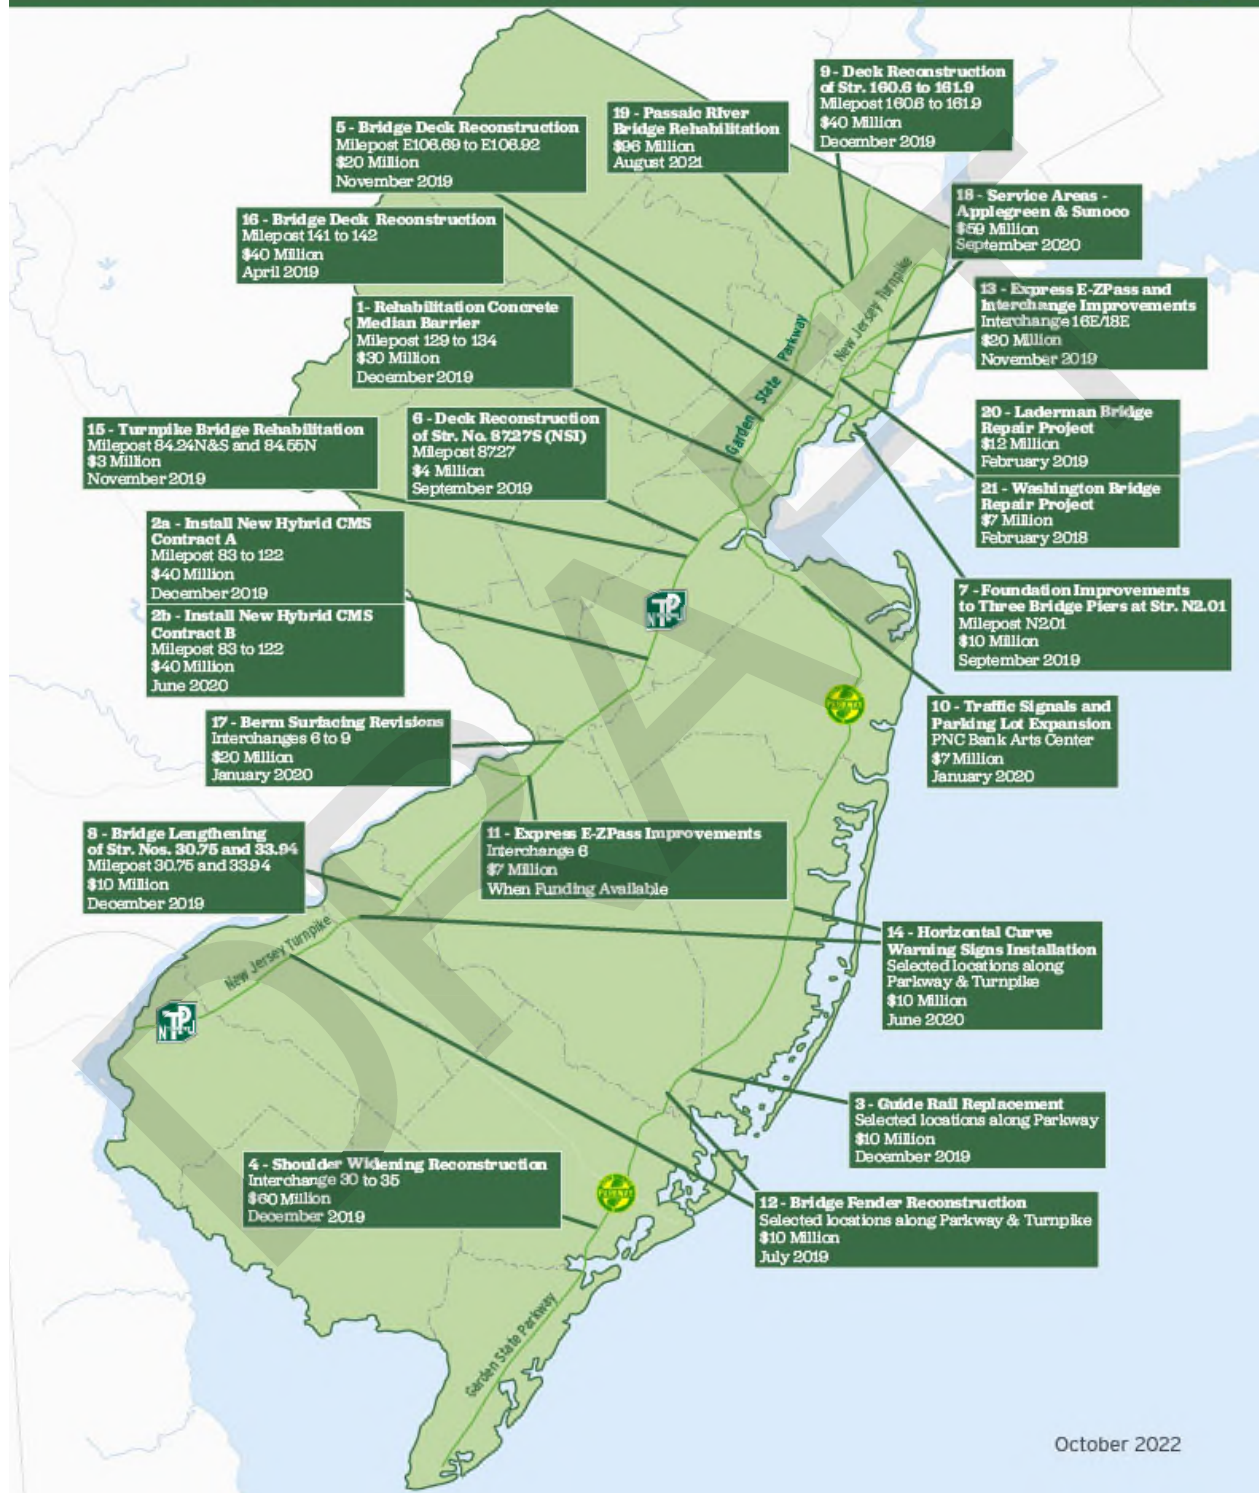 9 - Deck Reconstruction
of Str. 160.6 to 161.9
Milepost 160.6 to 161.9
$40 Million
December 2019
19 - Passaic River
Bridge Rehabilitation
$96 Million
August 2021
5 - Bridge Deck Reconstruction
Milepost E106.69 to E106.92
$20 Million
November 2019
18 - Service Areas -
Applegreen & Sunoco
$59 Million
September 2020
16 - Bridge Deck Reconstruction
Milepost 141 to 142
$40 Million
April 2019
13 - Express E-ZPass and
Interchange Improvements
Interchange 16E/18E
$20 Million
November 2019
1- Rehabilitation Concrete
Median Barrier
Milepost 129 to 134
$30 Million
December 2019
New Jersey Turnpike
Garden State Parkway
20 - Laderman Bridge
Repair Project
$12 Million
February 2019
21 - Washington Bridge
Repair Project
$7 Million
February 2018
15 - Turnpike Bridge Rehabilitation
Milepost 84.24N&S and 84.55N
$3 Million
November 2019
6 - Deck Reconstruction
of Str. No. 87.27S (NSI)
Milepost 87.27
$4 Million
September 2019
2a - Install New Hybrid CMS
Contract A
Milepost 83 to 122
$40 Million
December 2019
2b - Install New Hybrid CMS
Contract B
Milepost 83 to 122
$40 Million
June 2020
7 - Foundation Improvements
to Three Bridge Piers at Str. N2.01
Milepost N2.01
$10 Million
September 2019
NTPJ
10 - Traffic Signals and
Parking Lot Expansion
PNC Bank Arts Center
$7 Million
January 2020
17 - Berm Surfacing Revisions
Interchanges 6 to 9
$20 Million
January 2020
8 - Bridge Lengthening
of Str. Nos. 30.75 and 33.94
Milepost 30.75 and 33.94
$10 Million
December 2019
11 - Express E-ZPass Improvements
Interchange 6
$7 Million
When Funding Available
New Jersey Turnpike
14 - Horizontal Curve
Warning Signs Installation
Selected locations along
Parkway & Turnpike
$10 Million
June 2020
NTPJ
3 - Guide Rail Replacement
Selected locations along Parkway
$10 Million
December 2019
4 - Shoulder Widening Reconstruction
Interchange 30 to 35
$60 Million
December 2019
12 - Bridge Fender Reconstruction
Selected locations along Parkway & Turnpike
$10 Million
July 2019
Garden State Parkway
October 2022
DRAFT